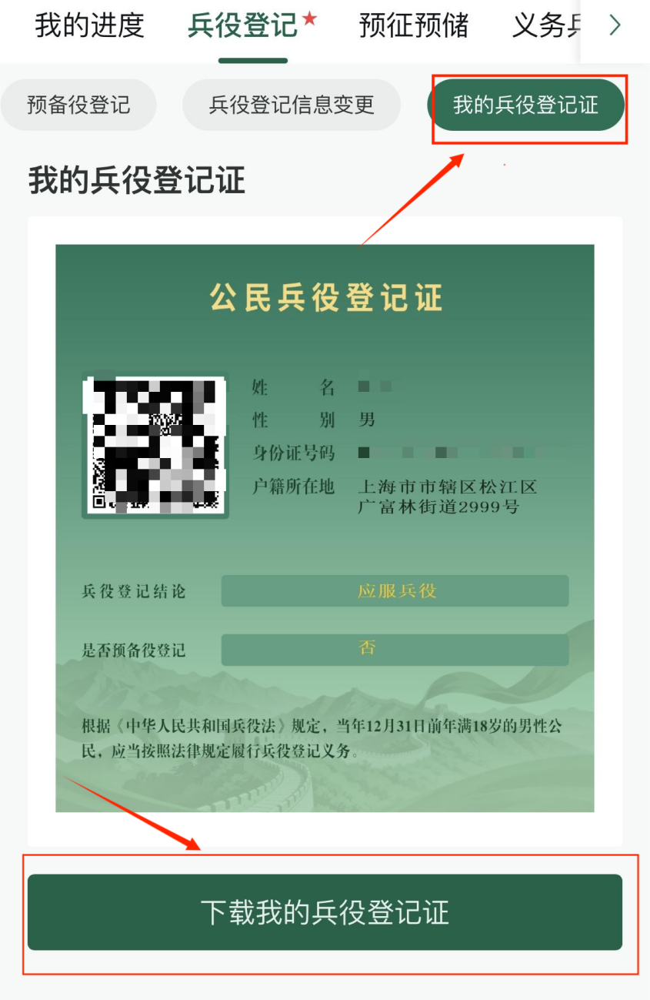 我的进度 兵役登记★ 预征预储 义务
预备役登记 兵役登记信息变更 我的兵役登记证
我的兵役登记证
公民兵役登记证
姓名
性别 男
身份证号码
户籍所在地 上海市市辖区松江区
广富林街道2999号
兵役登记结论 应服兵役
是否预备役登记 否
根据《中华人民共和国兵役法》规定，当年12月31日前年满18岁的男性公
民，应当按照法律规定履行兵役登记义务。
下载我的兵役登记证